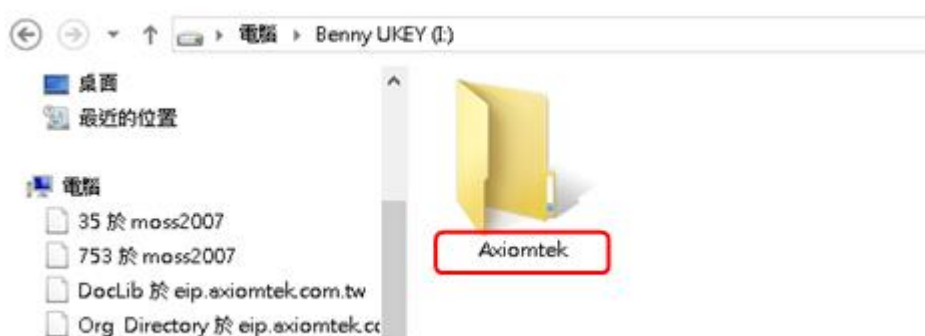 電腦 ▸ Benny UKEY (I:)
桌面
最近的位置
電腦
35 於 moss2007
753 於 moss2007
DocLib 於 eip.axiomtek.com.tw
Org Directory 於 eip.axiomtek.cc
Axiomtek